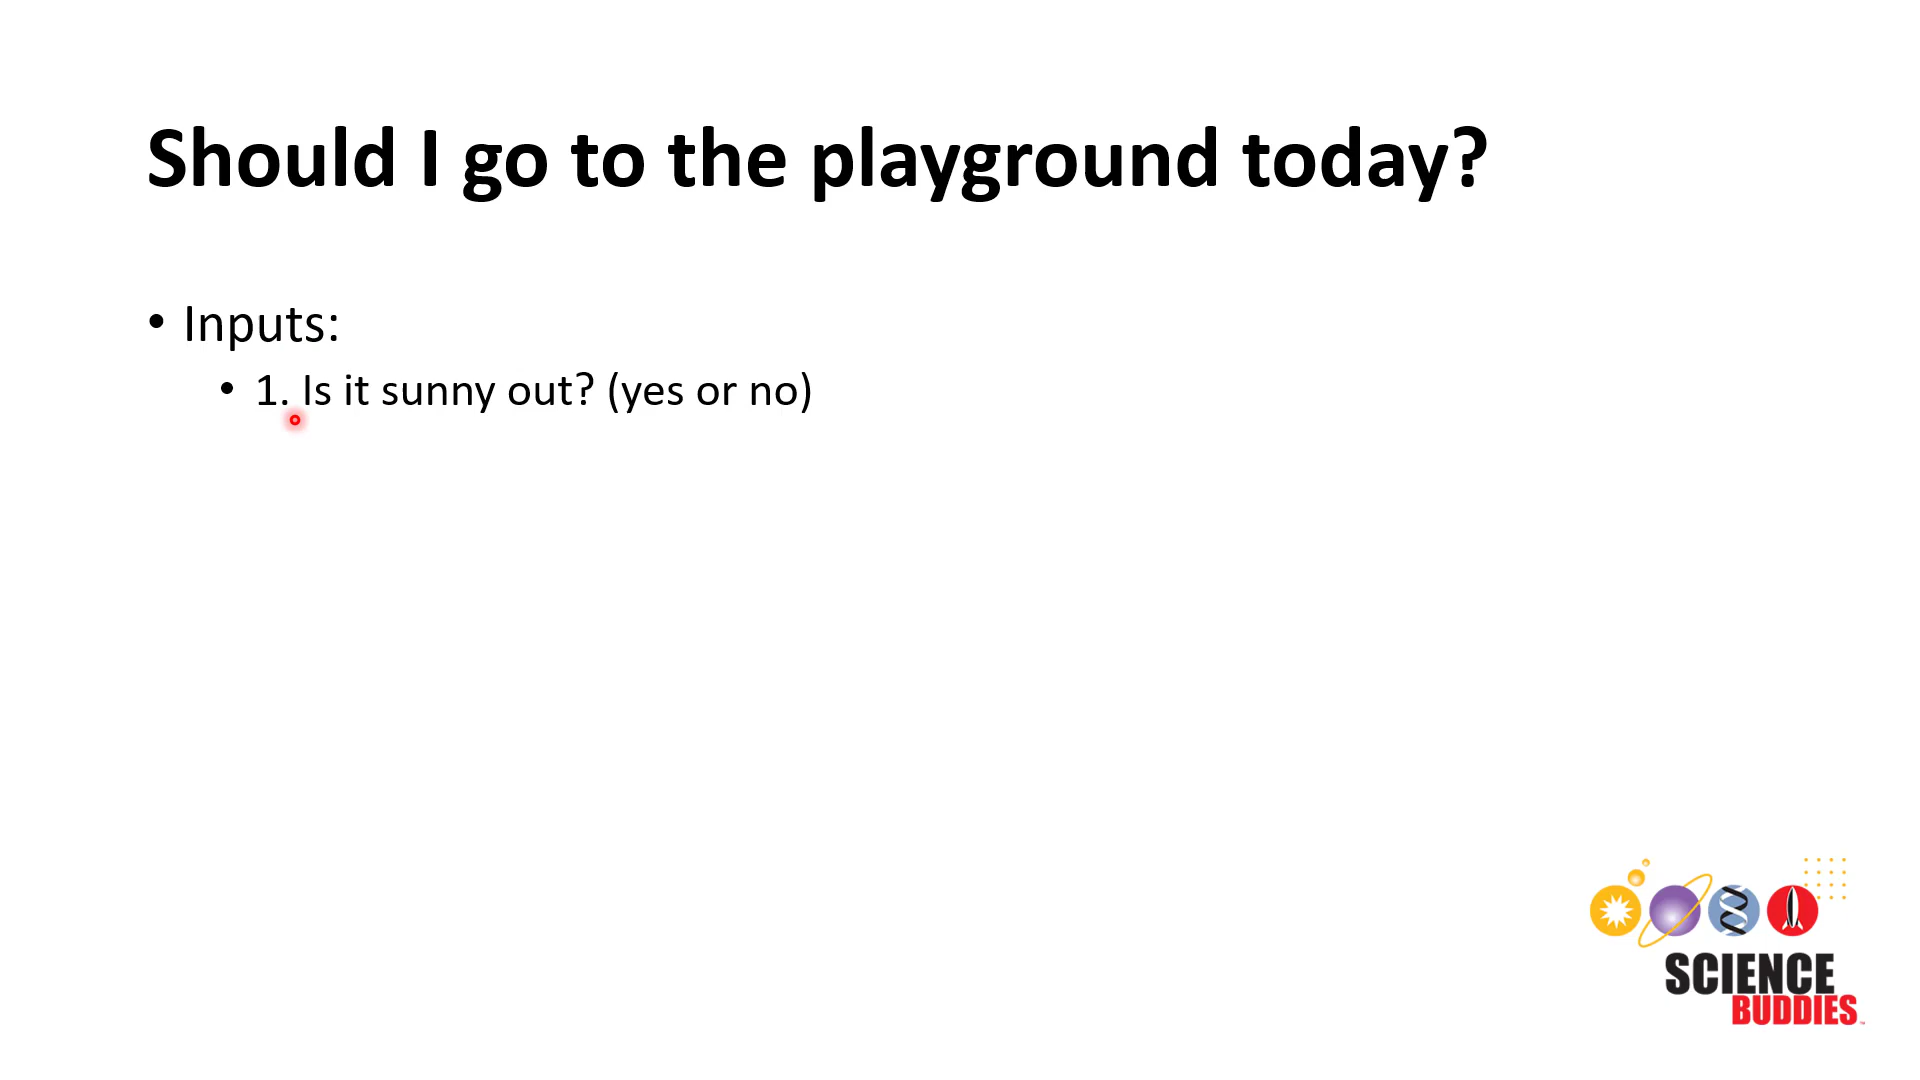 Should I go to the playground today?
• Inputs:
• 1. Is it sunny out? (yes or no)
SCIENCE
BUDDIES